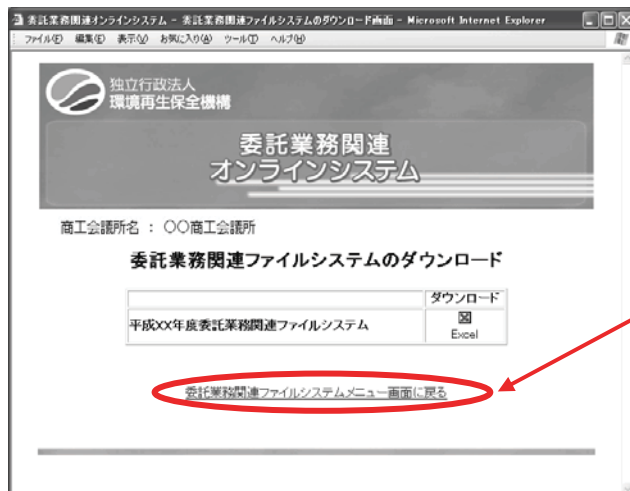 委託業務関連オンラインシステム - 委託業務関連ファイルシステムのダウンロード画面 - Microsoft Internet Explorer
ファイル(F) 編集(E) 表示(V) お気に入り(A) ツール(T) ヘルプ(H)
独立行政法人
環境再生保全機構
委託業務関連
オンラインシステム
商工会議所名 : 〇〇商工会議所
委託業務関連ファイルシステムのダウンロード
ダウンロード
平成XX年度委託業務関連ファイルシステム
Excel
委託業務関連ファイルシステムメニュー画面に戻る